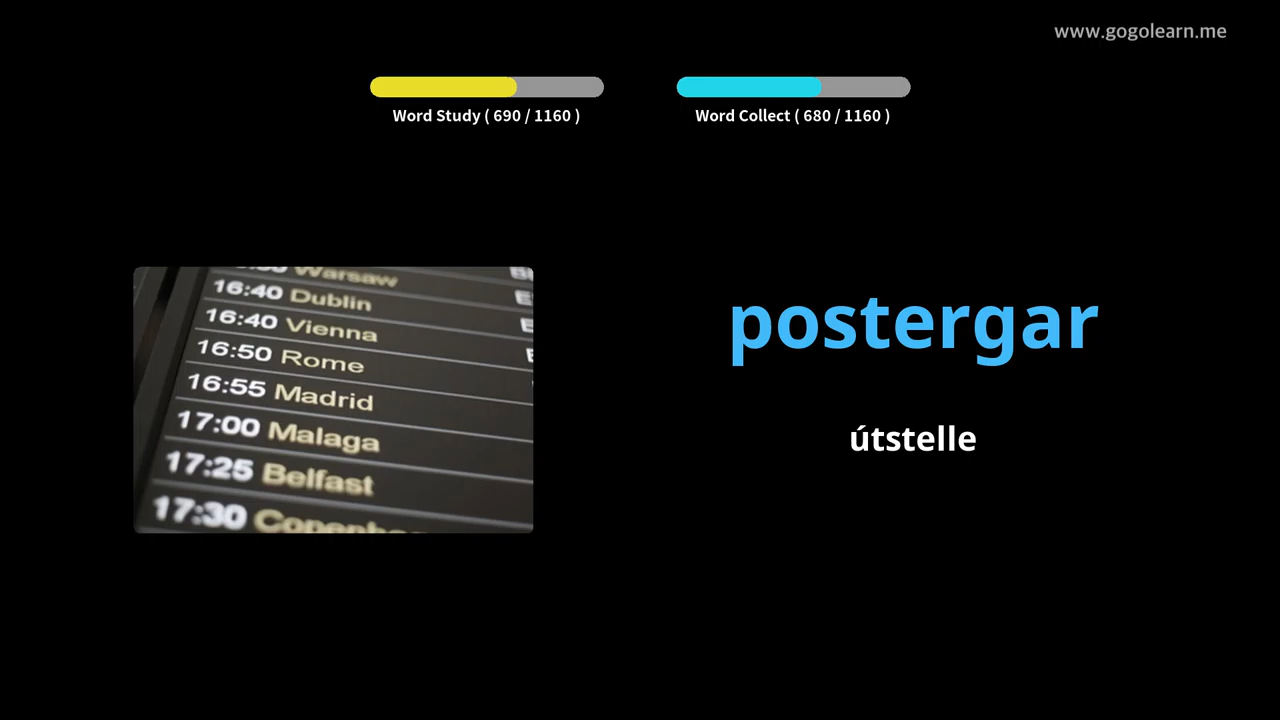 www.gogolearn.me
Word Study ( 690 / 1160 )
Word Collect ( 680 / 1160 )
Warsaw
16:40 Dublin
16:40 Vienna
16:50 Rome
16:55 Madrid
17:00 Malaga
17:25 Belfast
17:30
postergar
útstelle